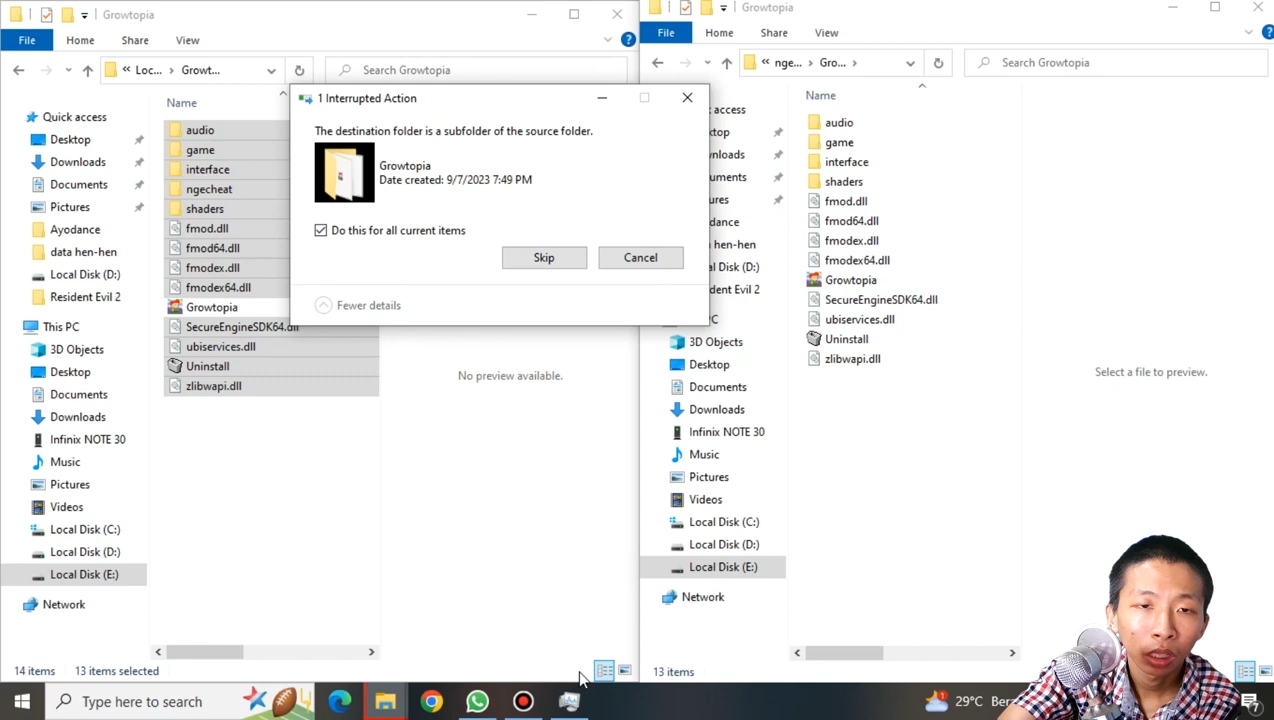 Growtopia
File
Home
Share
View
Loc...
Growt...
Search Growtopia
Quick access
Desktop
Downloads
Documents
Pictures
Ayodance
data hen-hen
Local Disk (D:)
Resident Evil 2
This PC
3D Objects
Desktop
Documents
Downloads
Infinix NOTE 30
Music
Pictures
Videos
Local Disk (C:)
Local Disk (D:)
Local Disk (E:)
Network
Name
audio
game
interface
ngecheat
shaders
fmod.dll
fmod64.dll
fmodex.dll
fmodex64.dll
Growtopia
SecureEngineSDK64.dll
ubiservices.dll
Uninstall
zlibwapi.dll
No preview available.
14 items
13 items selected
1 Interrupted Action
The destination folder is a subfolder of the source folder.
Growtopia
Date created: 9/7/2023 7:49 PM
Do this for all current items
Skip
Cancel
Fewer details
Growtopia
File
Home
Share
View
nge...
Gro...
Search Growtopia
access
top
nloads
uments
ures
dance
hen-hen
al Disk (D:)
dent Evil 2
PC
3D Objects
Desktop
Documents
Downloads
Infinix NOTE 30
Music
Pictures
Videos
Local Disk (C:)
Local Disk (D:)
Local Disk (E:)
Network
Name
audio
game
interface
shaders
fmod.dll
fmod64.dll
fmodex.dll
fmodex64.dll
Growtopia
SecureEngineSDK64.dll
ubiservices.dll
Uninstall
zlibwapi.dll
Select a file to preview.
13 items
Type here to search
29°C Ber
7